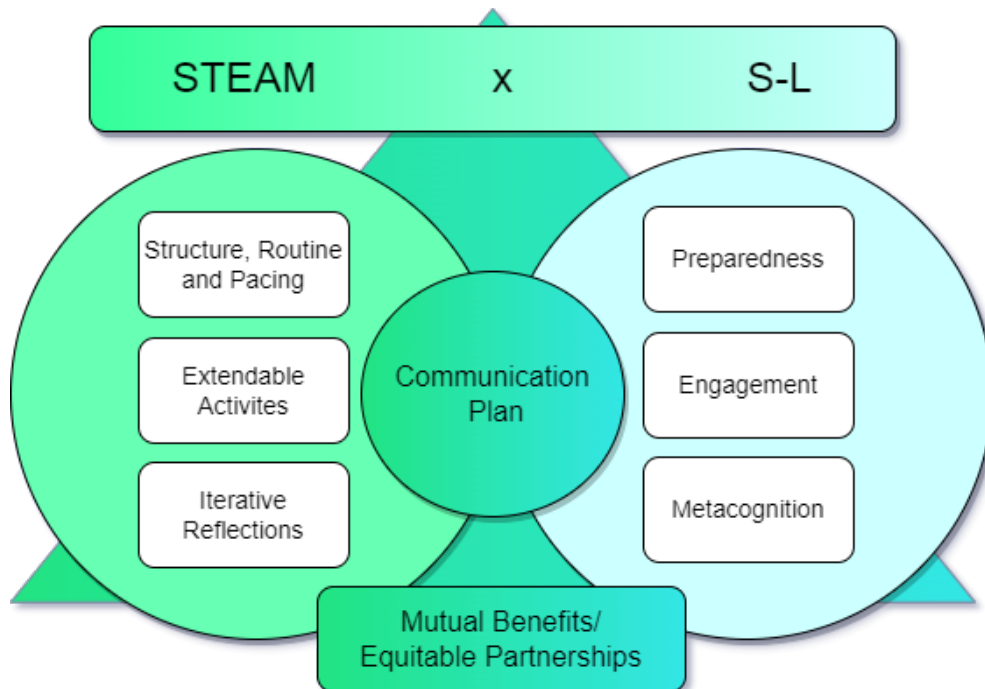 STEAM x S-L
Structure, Routine
and Pacing
Extendable
Activites
Iterative
Reflections
Communication
Plan
Preparedness
Engagement
Metacognition
Mutual Benefits/
Equitable Partnerships